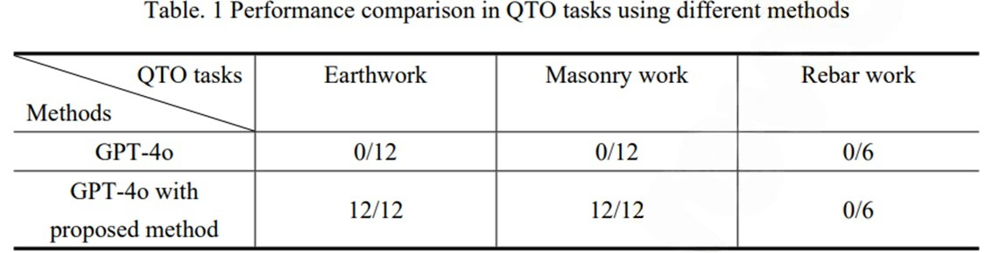 Table. 1 Performance comparison in QTO tasks using different methods
QTO tasks
Methods
Earthwork
Masonry work
Rebar work
GPT-4o
0/12
0/12
0/6
GPT-4o with
proposed method
12/12
12/12
0/6